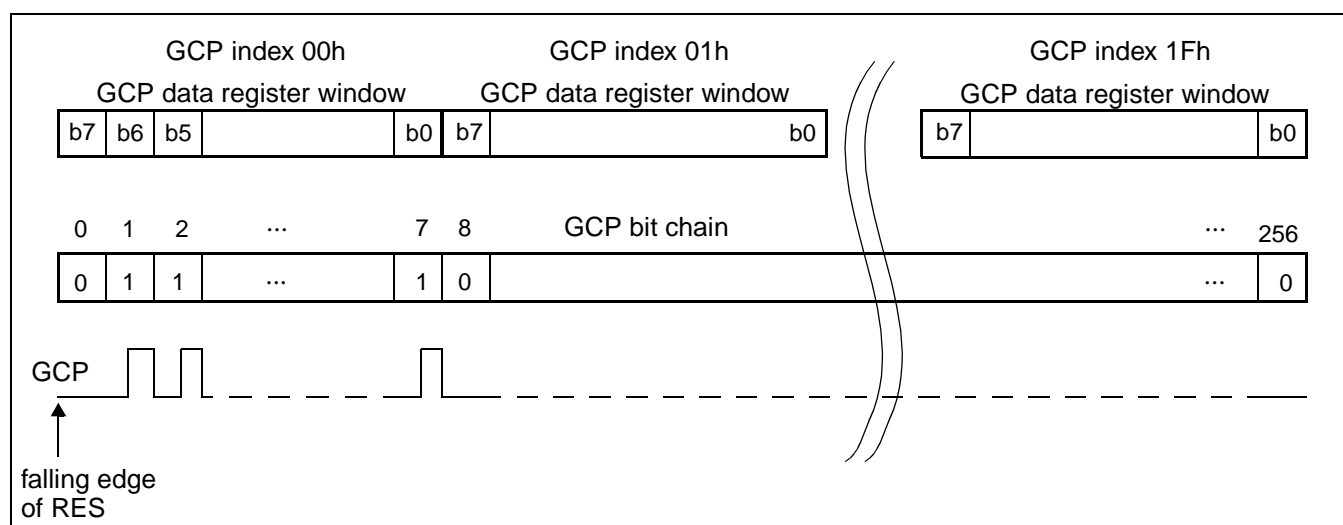 GCP index 00h GCP index 01h GCP index 1Fh
GCP data register window GCP data register window GCP data register window
b7 b6 b5 b0 b7 b0 b7 b0
0 1 2 ... 7 8 GCP bit chain ... 256
0 1 1 ... 1 0 ... 0
GCP
falling edge
of RES